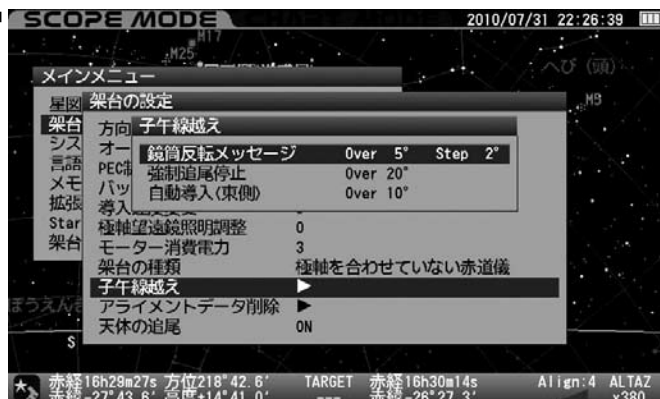 SCOPE MODE 2010/07/31 22:26:39
M17
M25
へび (頭)
メインメニュー
M9
星図
架台の設定
架台
方向
子午線越え
シス
オー
鏡筒反転メッセージ Over 5° Step 2°
言語
PEC
強制追尾停止 Over 20°
メモ
バッ
自動導入(東側) Over 10°
拡張
導入
Star
極軸望遠鏡照明調整 0
架台
モーター消費電力 3
架台の種類 極軸を合わせていない赤道儀
子午線越え ▶
ぼうえんき
アライメントデータ削除 ▶
天体の追尾 ON
S
赤経16h29m27s 方位218°42.6' TARGET 赤経16h30m14s Align:4 ALTAZ
赤緯-27°43.6' 高度+14°41.0' --- 赤緯-26°27.3' x380